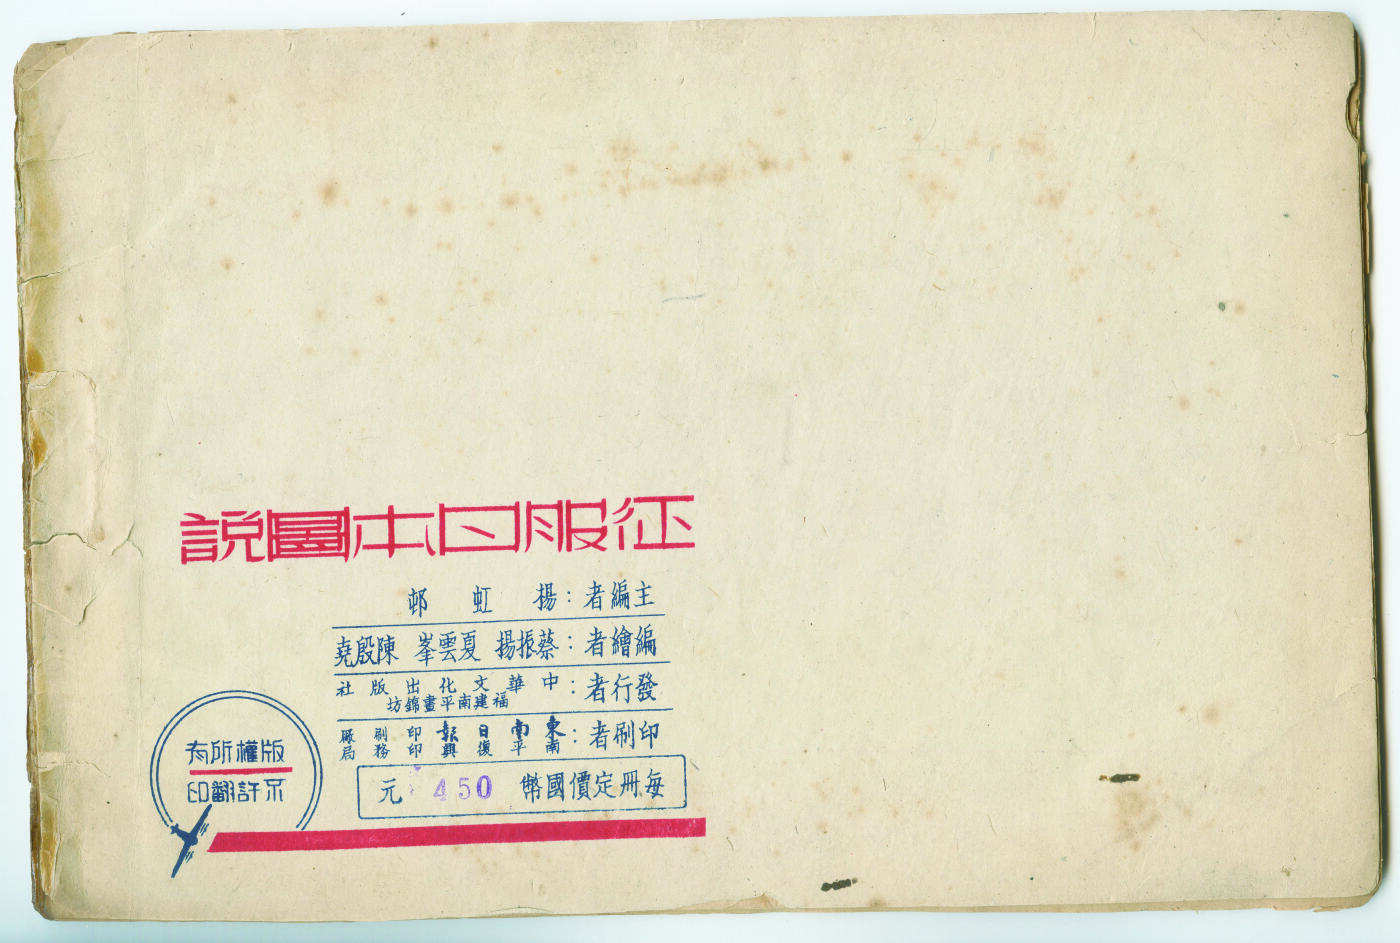 征服日本圖說
主編者：楊虹邨
編繪者：蔡振揚 夏雲峯 陳殷堯
發行者：中華文化出版社
福建南平畫錦坊
印刷者：東南日報印刷廠
南平復興印務局
每冊定價國幣 450 元
版權所有
不許翻印